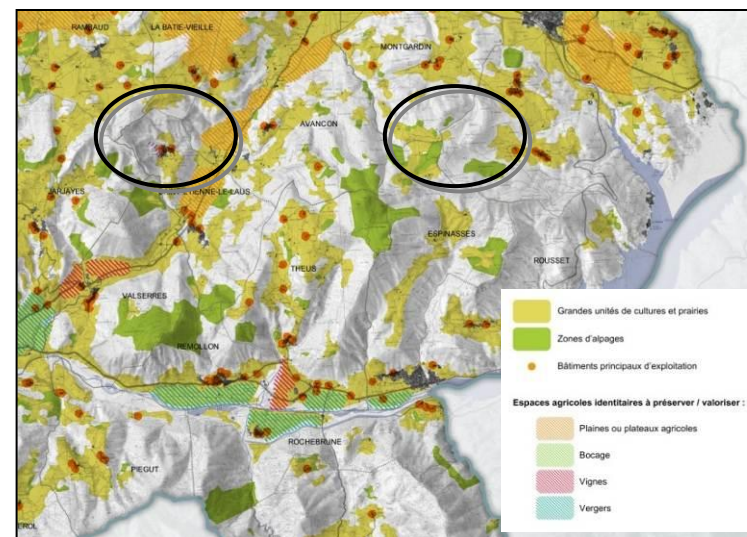 RAMBAUD
LA BATIE-VIEILLE
MONTGARDIN
AVANCON
JARJAYES
SAINT-ETIENNE-LE-LAUS
ESPINASSES
ROUSSET
THEUS
VALSERRES
REMOLLON
ROCHEBRUNE
PIEGUT
EROL
Grandes unités de cultures et prairies
Zones d'alpages
Bâtiments principaux d'exploitation
Espaces agricoles identitaires à préserver / valoriser :
Plaines ou plateaux agricoles
Bocage
Vignes
Vergers